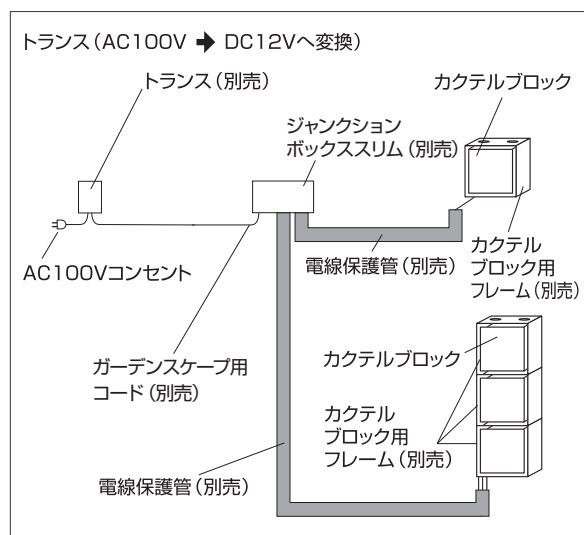 トランス（AC100V ➡ DC12Vへ変換）
トランス（別売）
カクテルブロック
ジャンクション
ボックススリム（別売）
AC100Vコンセント
電線保護管（別売）
カクテル
ブロック用
フレーム（別売）
ガーデンスケープ用
コード（別売）
カクテルブロック
カクテル
ブロック用
フレーム（別売）
電線保護管（別売）